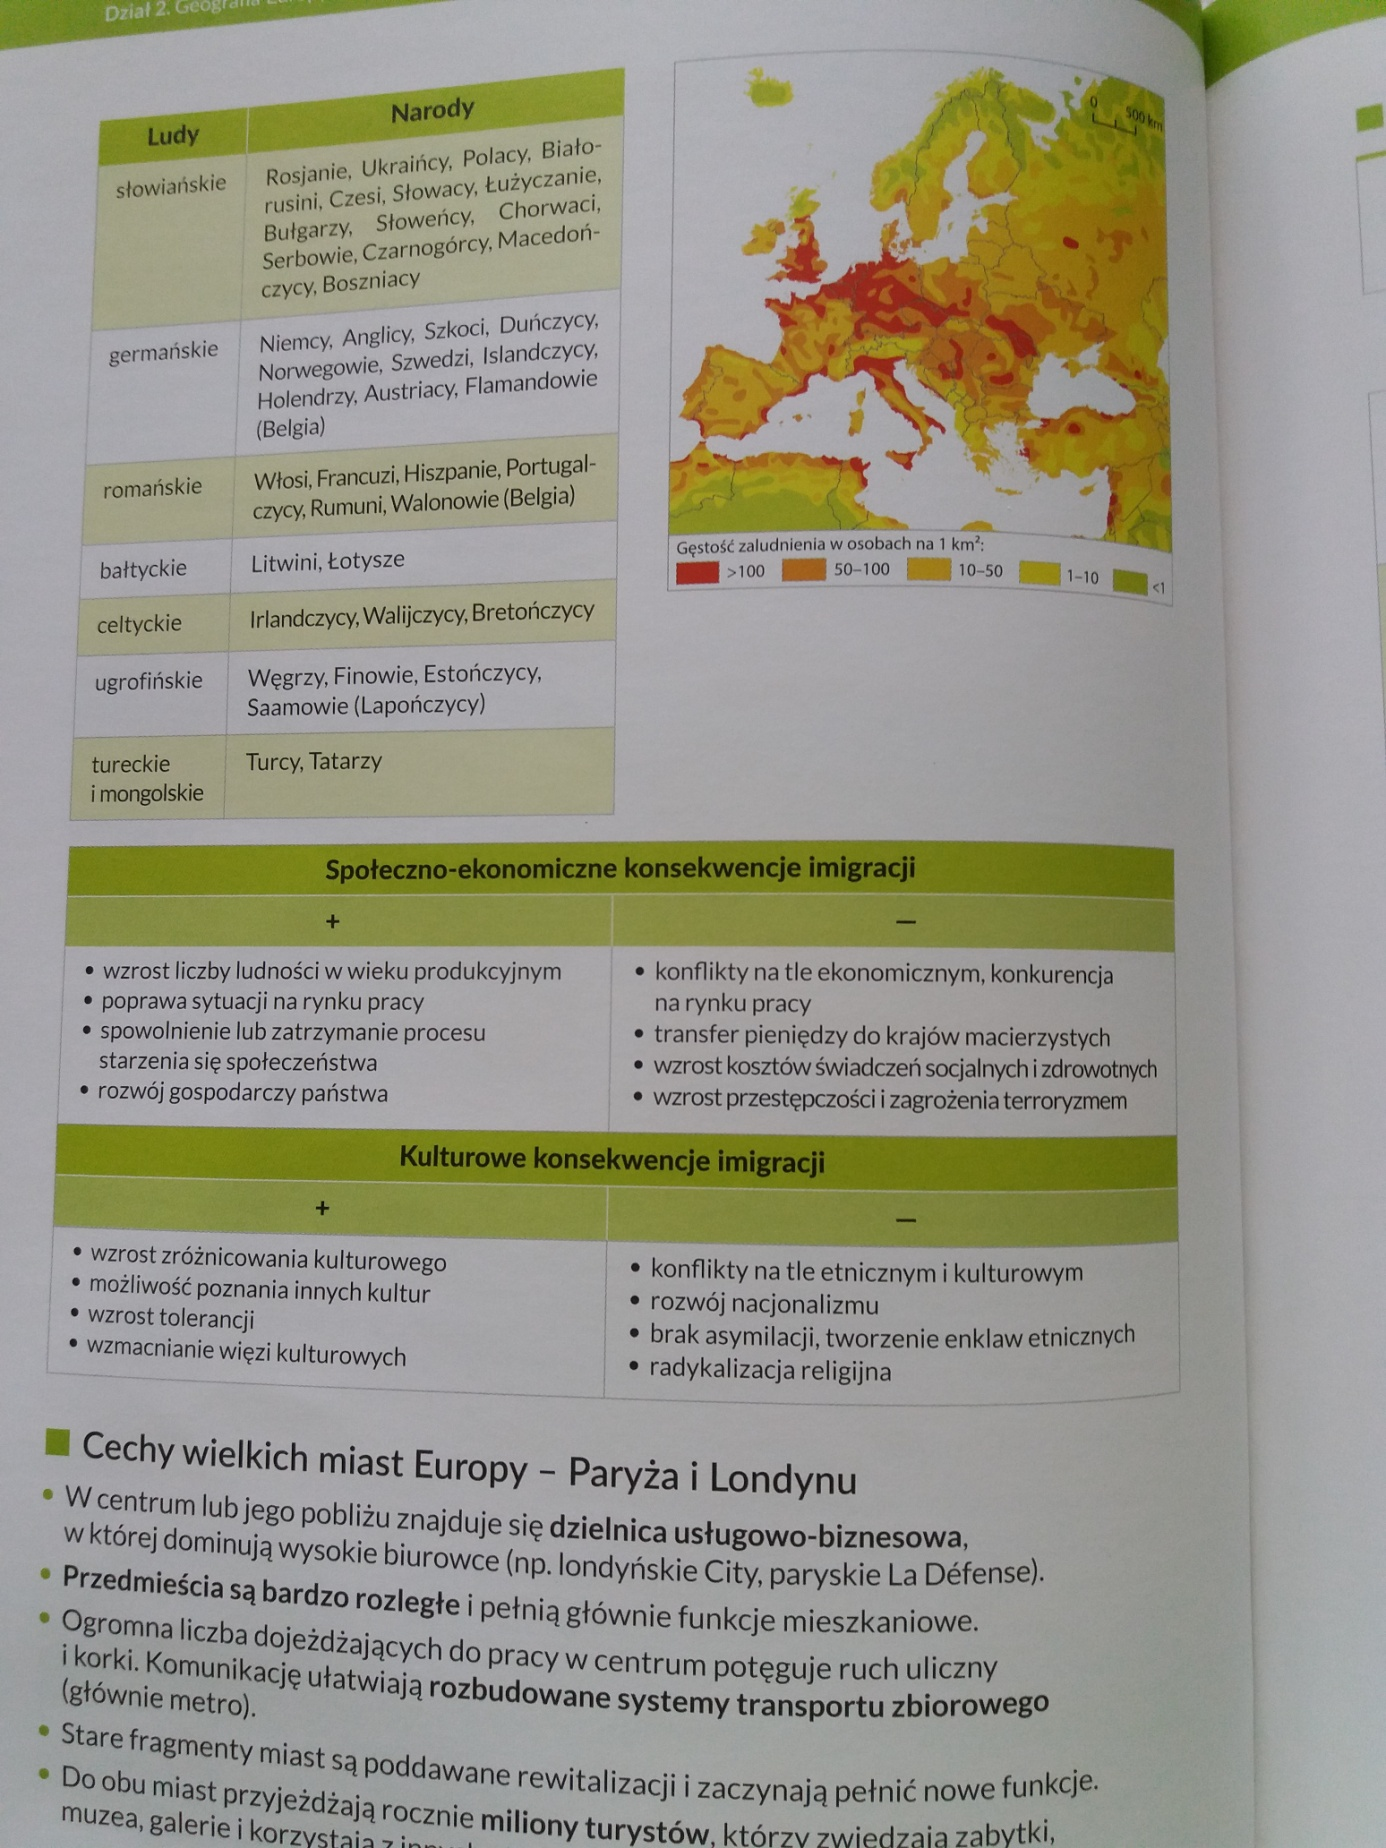 Dział 2. Geografia
Ludy
Narody
słowiańskie
Rosjanie, Ukraińcy, Polacy, Biało-
rusini, Czesi, Słowacy, Łużyczanie,
Bułgarzy, Słoweńcy, Chorwaci,
Serbowie, Czarnogórcy, Macedoń-
czycy, Boszniacy
germańskie
Niemcy, Anglicy, Szkoci, Duńczycy,
Norwegowie, Szwedzi, Islandczycy,
Holendrzy, Austriacy, Flamandowie
(Belgia)
romańskie
Włosi, Francuzi, Hiszpanie, Portugal-
czycy, Rumuni, Walonowie (Belgia)
bałtyckie
Litwini, Łotysze
celtyckie
Irlandczycy, Walijczycy, Bretończycy
ugrofińskie
Węgrzy, Finowie, Estończycy,
Saamowie (Lapończycy)
tureckie
i mongolskie
Turcy, Tatarzy
0 500 km
Gęstość zaludnienia w osobach na 1 km²:
>100 50–100 10–50 1–10 <1
Społeczno-ekonomiczne konsekwencje imigracji
+
• wzrost liczby ludności w wieku produkcyjnym
• poprawa sytuacji na rynku pracy
• spowolnienie lub zatrzymanie procesu
starzenia się społeczeństwa
• rozwój gospodarczy państwa
–
• konflikty na tle ekonomicznym, konkurencja
na rynku pracy
• transfer pieniędzy do krajów macierzystych
• wzrost kosztów świadczeń socjalnych i zdrowotnych
• wzrost przestępczości i zagrożenia terroryzmem
Kulturowe konsekwencje imigracji
+
• wzrost zróżnicowania kulturowego
• możliwość poznania innych kultur
• wzrost tolerancji
• wzmacnianie więzi kulturowych
–
• konflikty na tle etnicznym i kulturowym
• rozwój nacjonalizmu
• brak asymilacji, tworzenie enklaw etnicznych
• radykalizacja religijna
Cechy wielkich miast Europy – Paryża i Londynu
• W centrum lub jego pobliżu znajduje się dzielnica usługowo-biznesowa,
w której dominują wysokie biurowce (np. londyńskie City, paryskie La Défense).
• Przedmieścia są bardzo rozległe i pełnią głównie funkcje mieszkaniowe.
• Ogromna liczba dojeżdżających do pracy w centrum potęguje ruch uliczny
i korki. Komunikację ułatwiają rozbudowane systemy transportu zbiorowego
(głównie metro).
• Stare fragmenty miast są poddawane rewitalizacji i zaczynają pełnić nowe funkcje.
• Do obu miast przyjeżdżają rocznie miliony turystów, którzy zwiedzają zabytki,
muzea, galerie i korzystają z